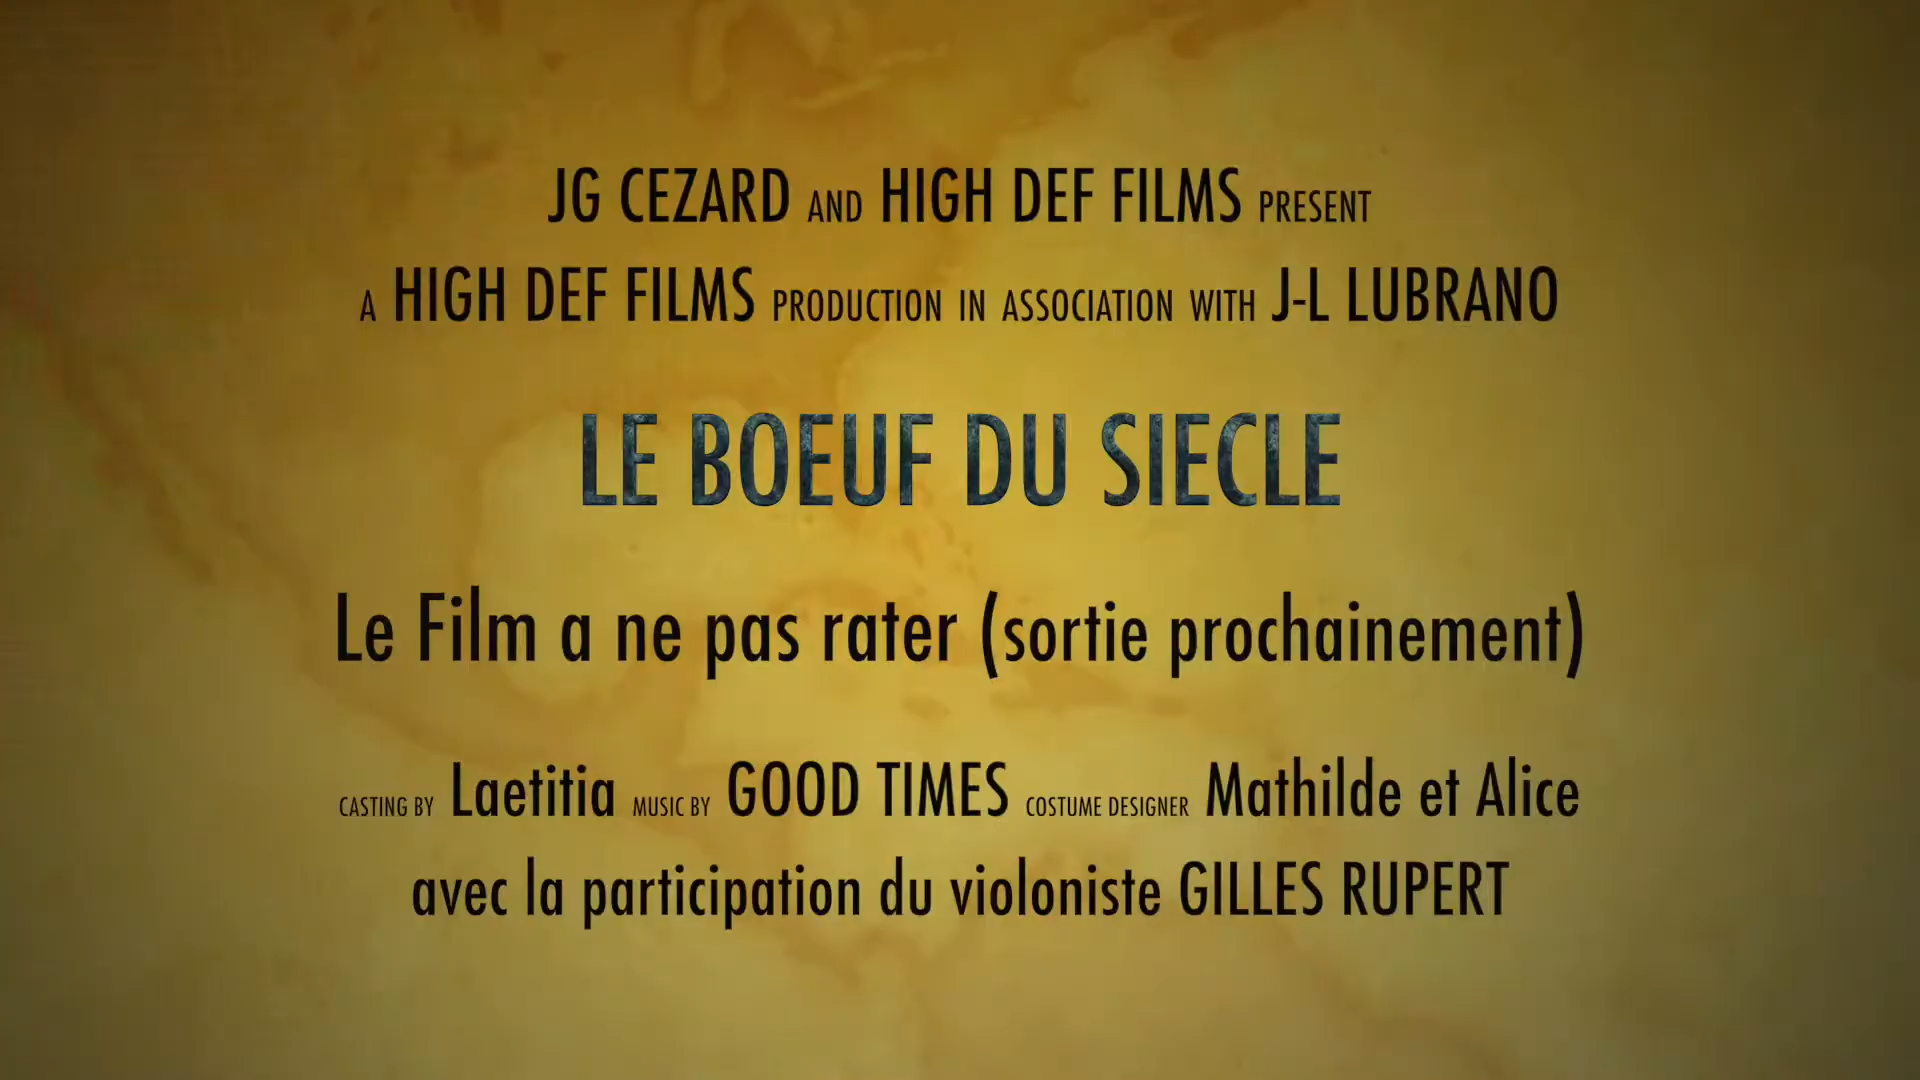 JG CEZARD AND HIGH DEF FILMS PRESENT
A HIGH DEF FILMS PRODUCTION IN ASSOCIATION WITH J-L LUBRANO
LE BOEUF DU SIECLE
Le Film a ne pas rater (sortie prochainement)
CASTING BY Laetitia MUSIC BY GOOD TIMES COSTUME DESIGNER Mathilde et Alice
avec la participation du violoniste GILLES RUPERT